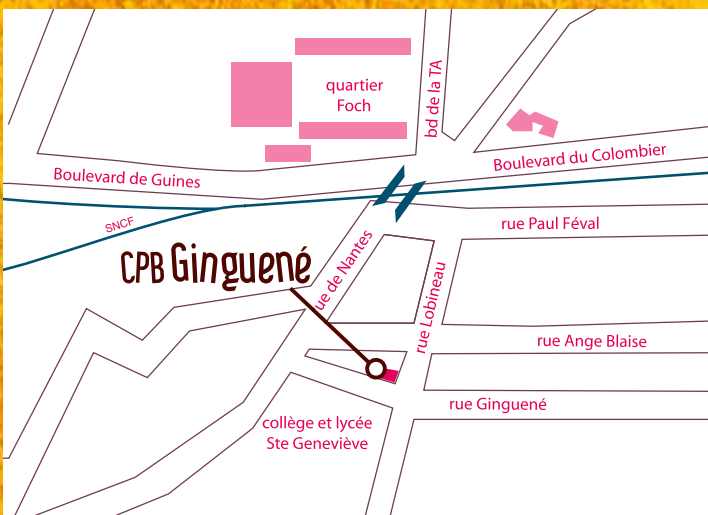 quartier
Foch
bd de la TA
Boulevard de Guines
Boulevard du Colombier
SNCF
rue Paul Féval
CPB Ginguené
ue de Nantes
rue Lobineau
rue Ange Blaise
rue Ginguené
collège et lycée
Ste Geneviève